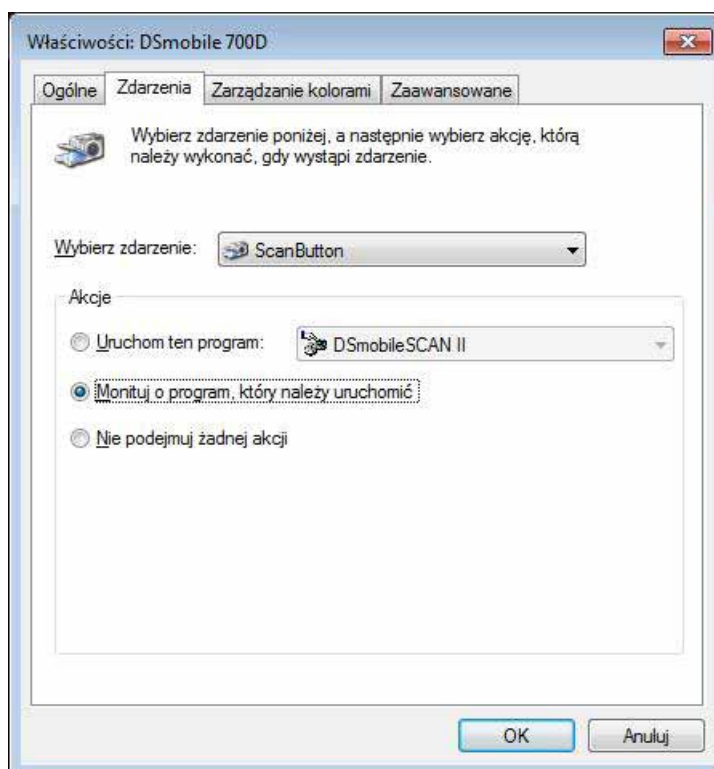 Właściwości: DSmobile 700D
Ogólne Zdarzenia Zarządzanie kolorami Zaawansowane
Wybierz zdarzenie poniżej, a następnie wybierz akcję, którą
należy wykonać, gdy wystąpi zdarzenie.
Wybierz zdarzenie: ScanButton
Akcje
Uruchom ten program: DSmobileSCAN II
Monituj o program, który należy uruchomić
Nie podejmuj żadnej akcji
OK Anuluj